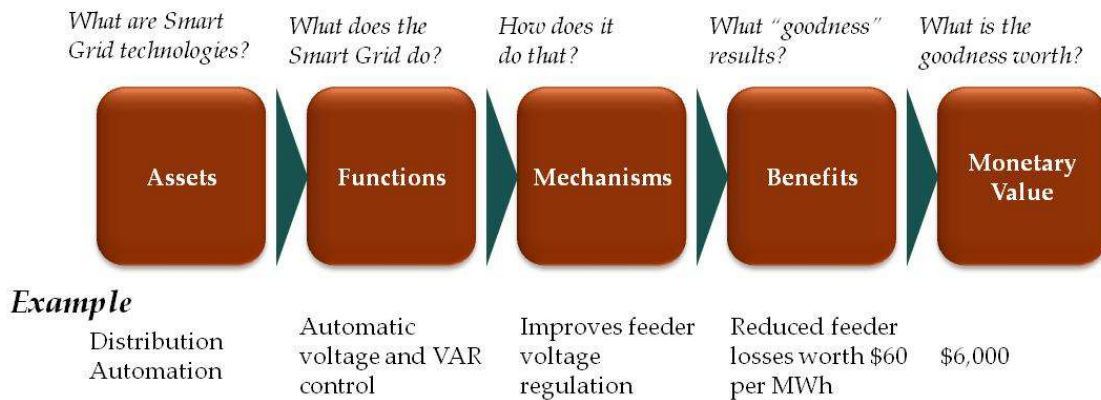 What are Smart
Grid technologies?
What does the
Smart Grid do?
How does it
do that?
What “goodness”
results?
What is the
goodness worth?
Assets
Functions
Mechanisms
Benefits
Monetary
Value
Example
Distribution
Automation
Automatic
voltage and VAR
control
Improves feeder
voltage
regulation
Reduced feeder
losses worth $60
per MWh
$6,000